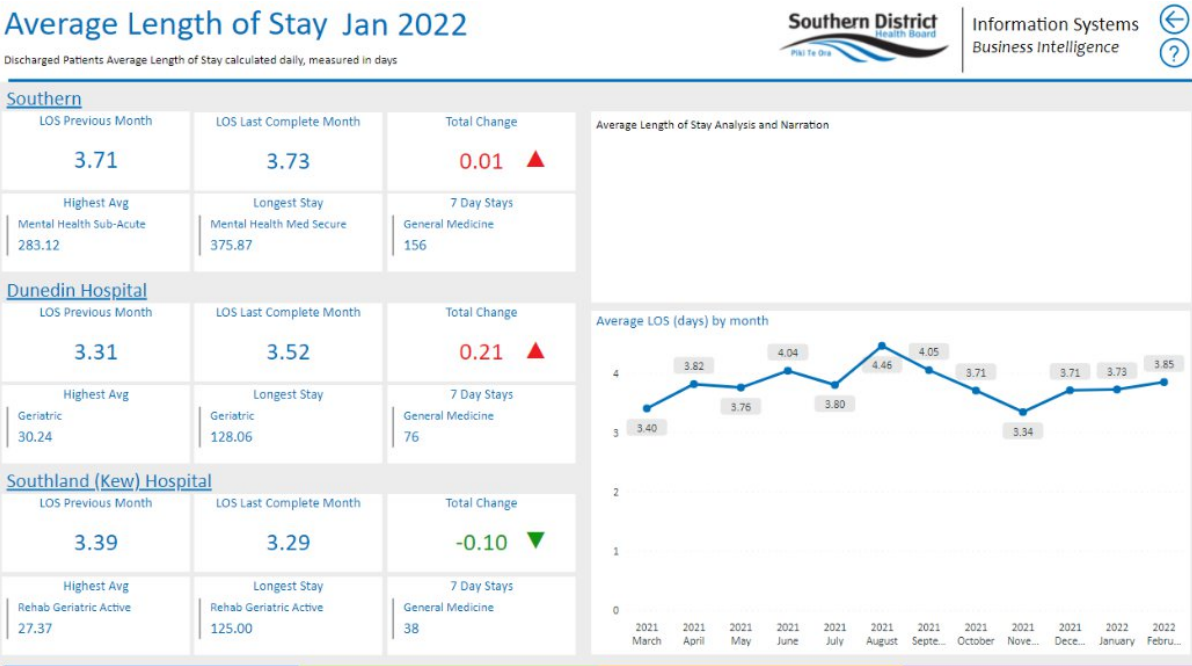 Average Length of Stay Jan 2022
Discharged Patients Average Length of Stay calculated daily, measured in days
Southern District
Health Board
Piki Te Ora
Information Systems
Business Intelligence
?
Southern
LOS Previous Month
3.71
LOS Last Complete Month
3.73
Total Change
0.01
Highest Avg
Mental Health Sub-Acute
283.12
Longest Stay
Mental Health Med Secure
375.87
7 Day Stays
General Medicine
156
Dunedin Hospital
LOS Previous Month
3.31
LOS Last Complete Month
3.52
Total Change
0.21
Highest Avg
Geriatric
30.24
Longest Stay
Geriatric
128.06
7 Day Stays
General Medicine
76
Southland (Kew) Hospital
LOS Previous Month
3.39
LOS Last Complete Month
3.29
Total Change
-0.10
Highest Avg
Rehab Geriatric Active
27.37
Longest Stay
Rehab Geriatric Active
125.00
7 Day Stays
General Medicine
38
Average Length of Stay Analysis and Narration
Average LOS (days) by month
4
3
2
1
0
3.40
3.82
3.76
4.04
3.80
4.46
4.05
3.71
3.34
3.71
3.73
3.85
2021 March
2021 April
2021 May
2021 June
2021 July
2021 August
2021 Septe...
2021 October
2021 Nove...
2021 Dece...
2022 January
2022 Febru...